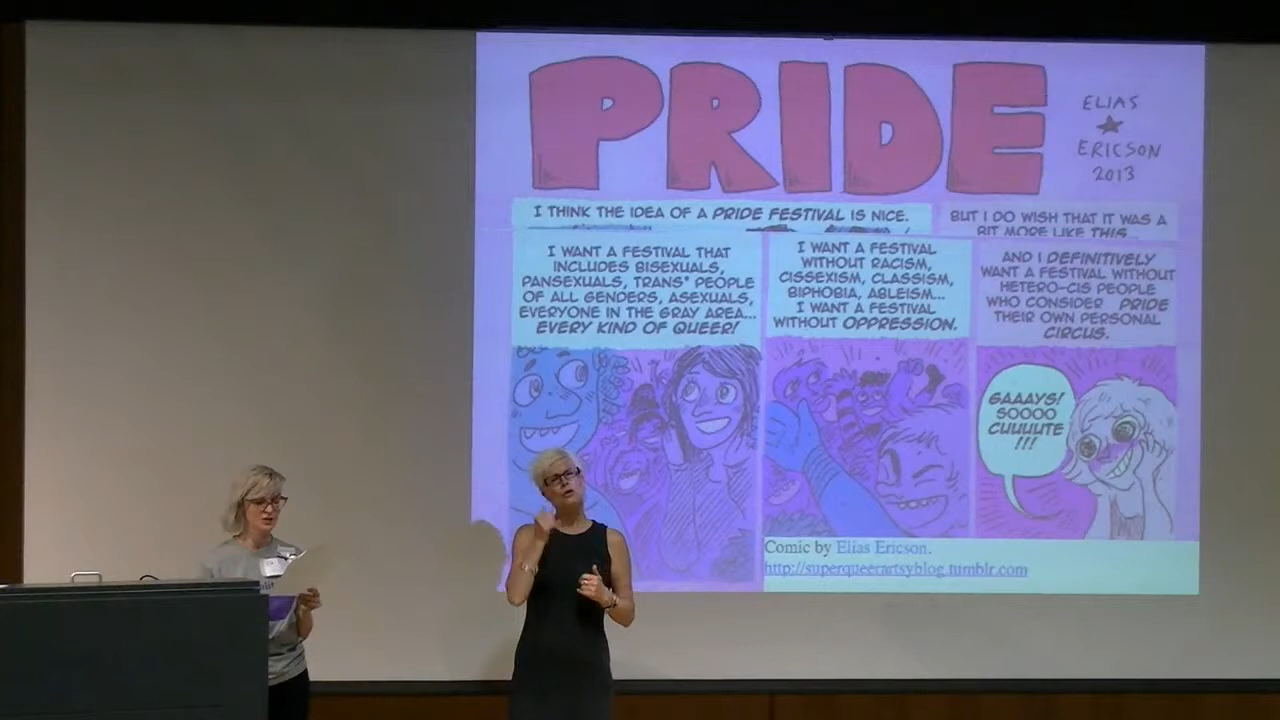 PRIDE
ELIAS
ERICSON
2013
I THINK THE IDEA OF A PRIDE FESTIVAL IS NICE.
BUT I DO WISH THAT IT WAS A
BIT MORE LIKE THIS...
I WANT A FESTIVAL THAT
INCLUDES BISEXUALS,
PANSEXUALS, TRANS* PEOPLE
OF ALL GENDERS, ASEXUALS,
EVERYONE IN THE GRAY AREA...
EVERY KIND OF QUEER!
I WANT A FESTIVAL
WITHOUT RACISM,
CISSEXISM, CLASSISM,
BIPHOBIA, ABLEISM...
I WANT A FESTIVAL
WITHOUT OPPRESSION.
AND I DEFINITIVELY
WANT A FESTIVAL WITHOUT
HETERO-CIS PEOPLE
WHO CONSIDER PRIDE
THEIR OWN PERSONAL
CIRCUS.
GAAAYS!
SOOOO
CUUUUTE
!!!
Comic by Elias Ericson.
http://superqueerartsyblog.tumblr.com